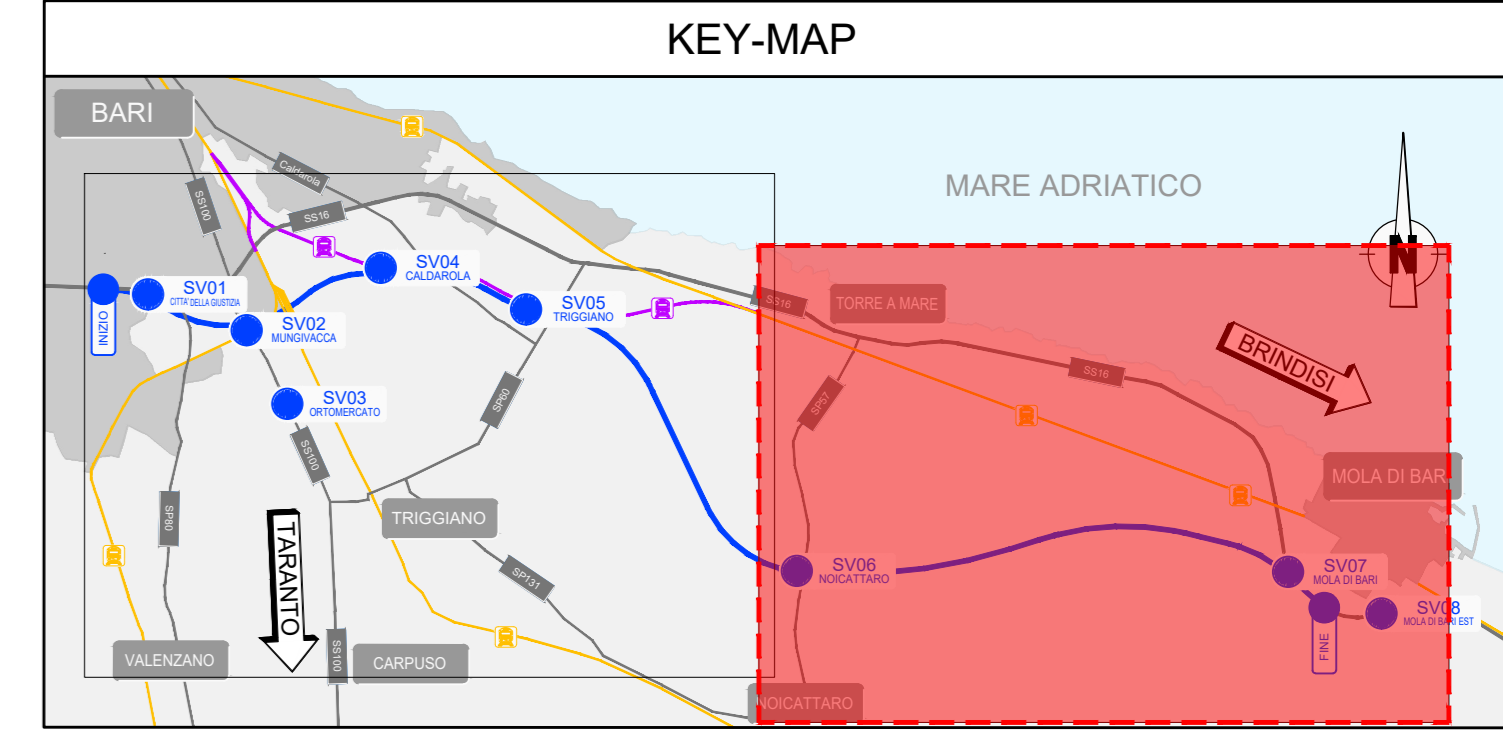 KEY-MAP
BARI
MARE ADRIATICO
Caldarola
SS100
SS16
N
SV04
CALDAROLA
SV01
CITTA' DELLA GIUSTIZIA
SV05
TRIGGIANO
SS16
TORRE A MARE
INIZIO
SV02
MUNGIVACCA
BRINDISI
SS16
SV03
ORTOMERCATO
SP60
SP57
SS100
MOLA DI BARI
SP80
TRIGGIANO
TARANTO
SP131
SV06
NOICATTARO
SV07
MOLA DI BARI
SV08
MOLA DI BARI EST
FINE
VALENZANO
SS100
CARPUSO
NOICATTARO